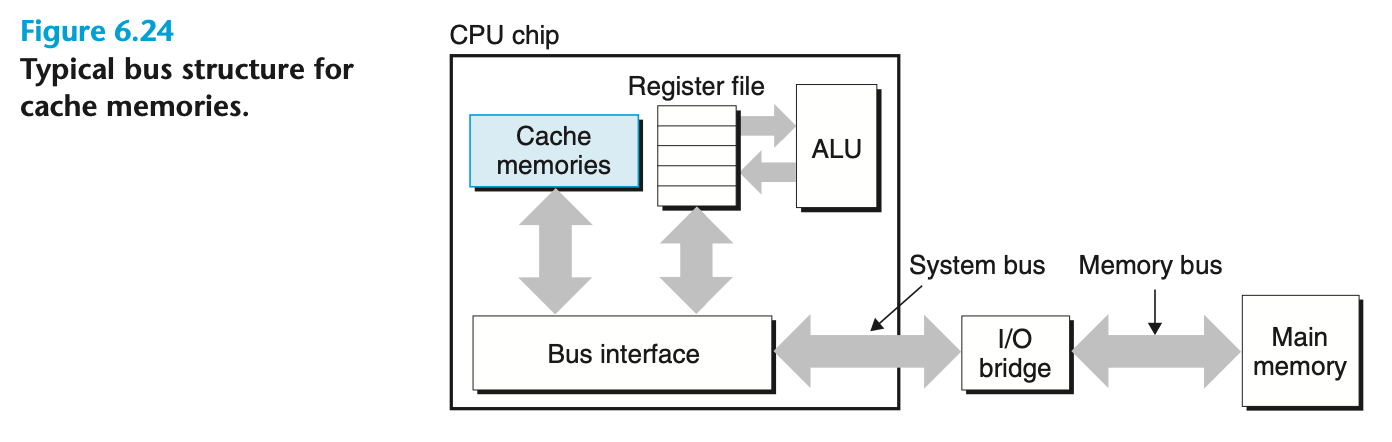 Figure 6.24
Typical bus structure for
cache memories.
CPU chip
Register file
Cache
memories
ALU
System bus
Memory bus
Bus interface
I/O
bridge
Main
memory